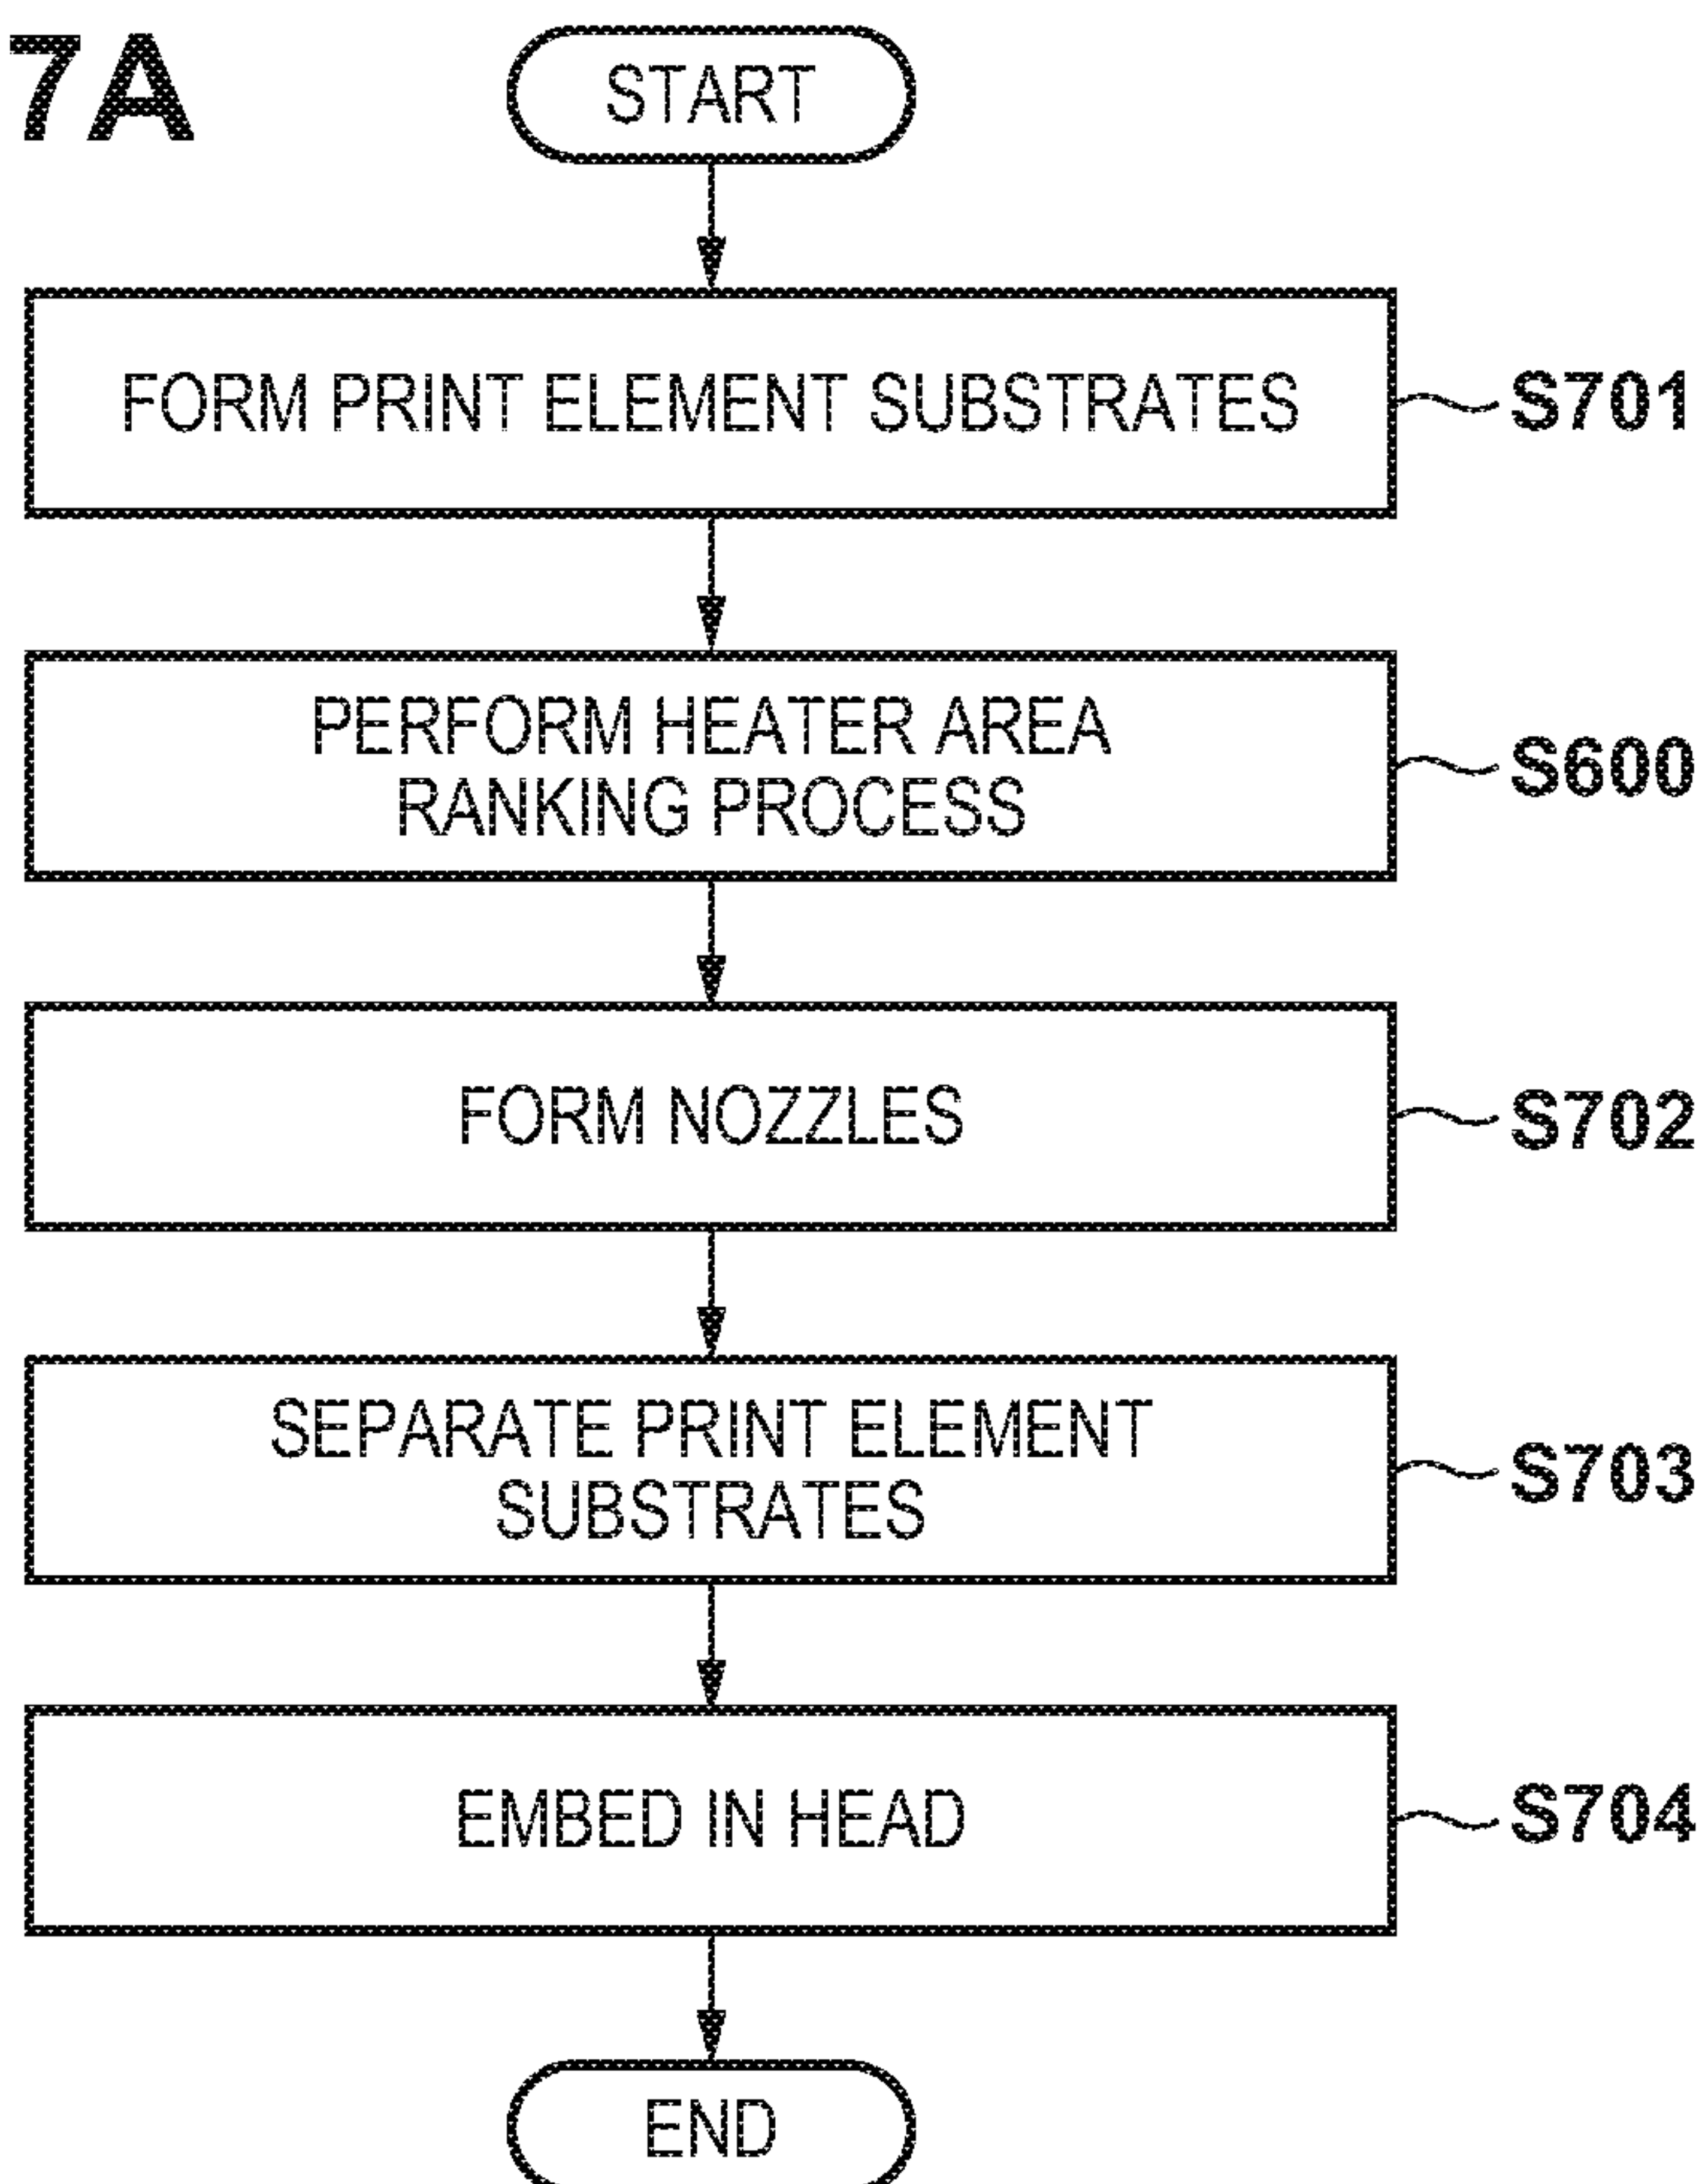 7A
START
FORM PRINT ELEMENT SUBSTRATES
S701
PERFORM HEATER AREA
RANKING PROCESS
S600
FORM NOZZLES
S702
SEPARATE PRINT ELEMENT
SUBSTRATES
S703
EMBED IN HEAD
S704
END